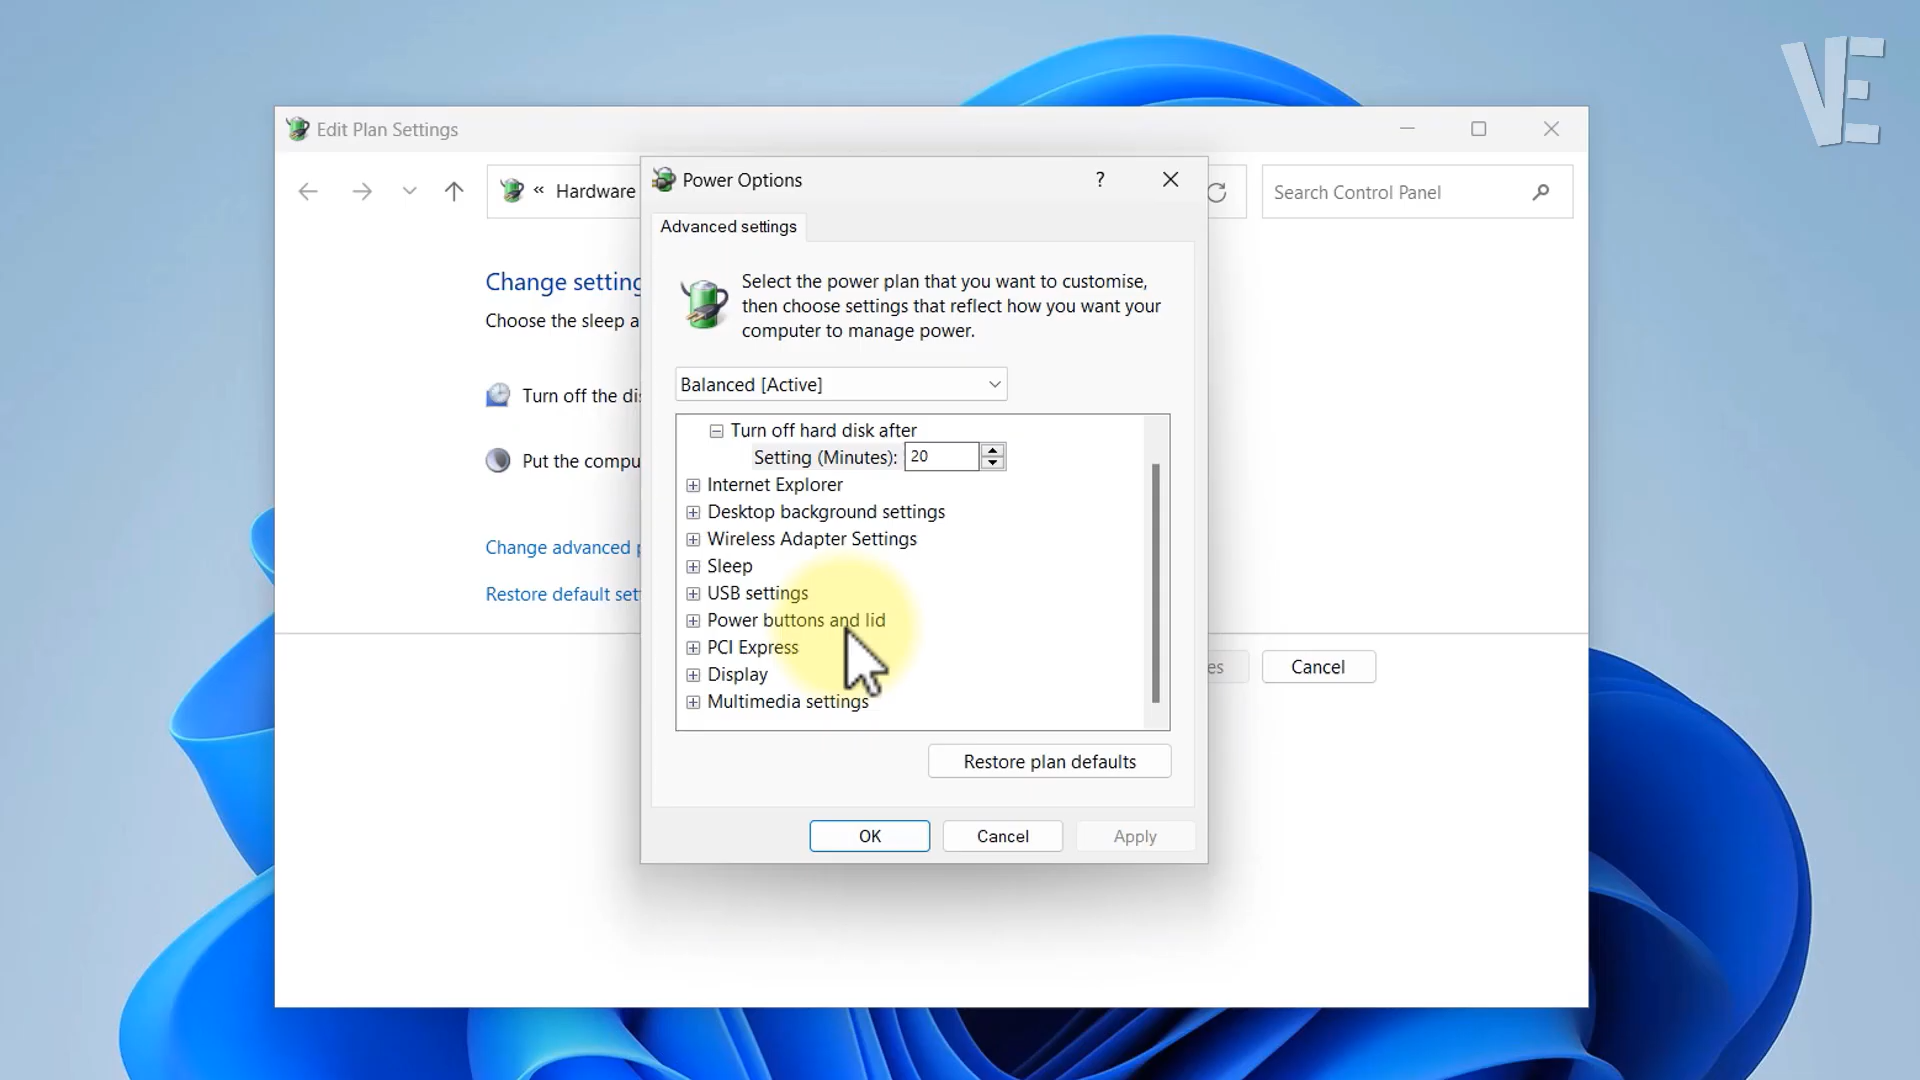 VE
Edit Plan Settings
« Hardware
Search Control Panel
Change setting
Choose the sleep a
Turn off the dis
Put the compu
Change advanced p
Restore default set
es
Cancel
Power Options
?
Advanced settings
Select the power plan that you want to customise,
then choose settings that reflect how you want your
computer to manage power.
Balanced [Active]
Turn off hard disk after
Setting (Minutes): 20
Internet Explorer
Desktop background settings
Wireless Adapter Settings
Sleep
USB settings
Power buttons and lid
PCI Express
Display
Multimedia settings
Restore plan defaults
OK
Cancel
Apply